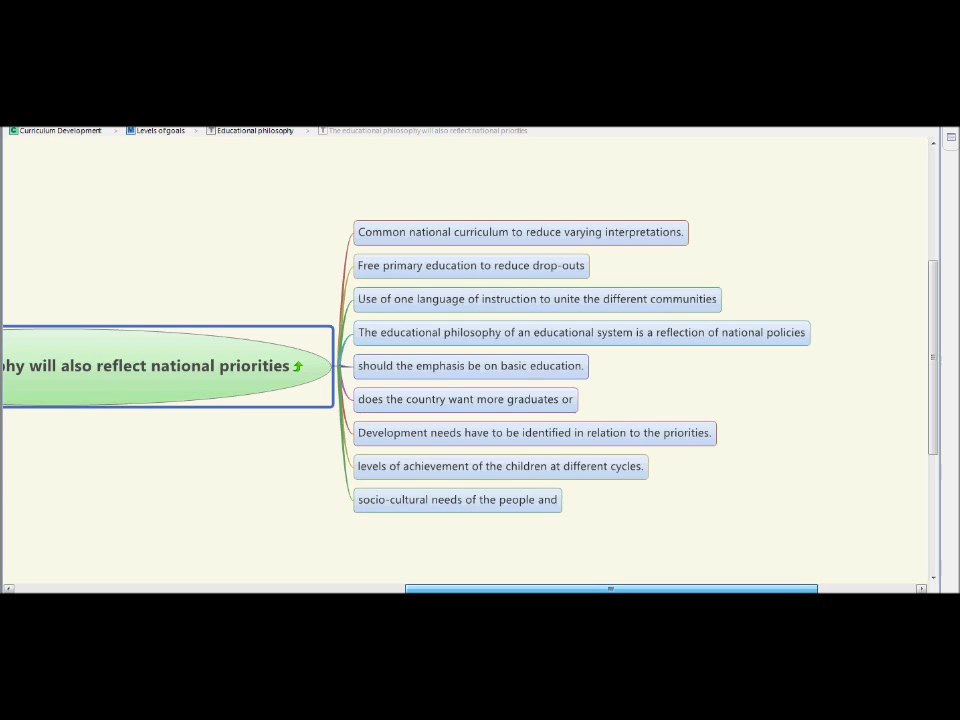 Curriculum Development > Levels of goals > Educational philosophy > The educational philosophy will also reflect national priorities
Common national curriculum to reduce varying interpretations.
Free primary education to reduce drop-outs
Use of one language of instruction to unite the different communities
The educational philosophy of an educational system is a reflection of national policies
phy will also reflect national priorities
should the emphasis be on basic education.
does the country want more graduates or
Development needs have to be identified in relation to the priorities.
levels of achievement of the children at different cycles.
socio-cultural needs of the people and